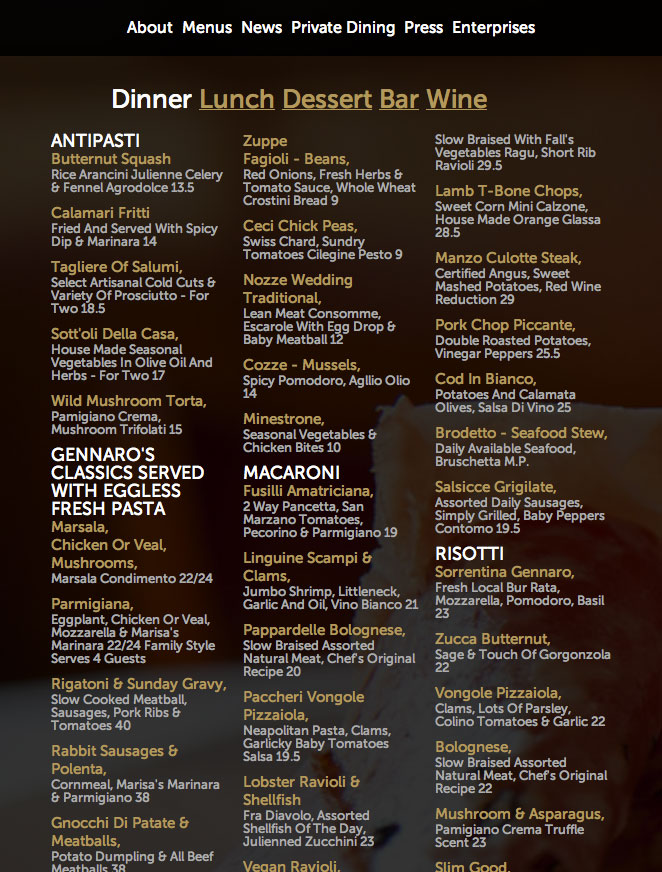 About Menus News Private Dining Press Enterprises
Dinner Lunch Dessert Bar Wine
ANTIPASTI
Butternut Squash
Rice Arancini Julienne Celery
& Fennel Agrodolce 13.5
Calamari Fritti
Fried And Served With Spicy
Dip & Marinara 14
Tagliere Of Salumi,
Select Artisanal Cold Cuts &
Variety Of Prosciutto - For
Two 18.5
Sott'oli Della Casa,
House Made Seasonal
Vegetables In Olive Oil And
Herbs - For Two 17
Wild Mushroom Torta,
Pamigiano Crema,
Mushroom Trifolati 15
GENNARO'S
CLASSICS SERVED
WITH EGGLESS
FRESH PASTA
Marsala,
Chicken Or Veal,
Mushrooms,
Marsala Condimento 22/24
Parmigiana,
Eggplant, Chicken Or Veal,
Mozzarella & Marisa's
Marinara 22/24 Family Style
Serves 4 Guests
Rigatoni & Sunday Gravy,
Slow Cooked Meatball,
Sausages, Pork Ribs &
Tomatoes 40
Rabbit Sausages &
Polenta,
Cornmeal, Marisa's Marinara
& Parmigiano 38
Gnocchi Di Patate &
Meatballs,
Potato Dumpling & All Beef
Meatballs 38
Zuppe
Fagioli - Beans,
Red Onions, Fresh Herbs &
Tomato Sauce, Whole Wheat
Crostini Bread 9
Ceci Chick Peas,
Swiss Chard, Sundry
Tomatoes Cilegine Pesto 9
Nozze Wedding
Traditional,
Lean Meat Consomme,
Escarole With Egg Drop &
Baby Meatball 12
Cozze - Mussels,
Spicy Pomodoro, Agllio Olio
14
Minestrone,
Seasonal Vegetables &
Chicken Bites 10
MACARONI
Fusilli Amatriciana,
2 Way Pancetta, San
Marzano Tomatoes,
Pecorino & Parmigiano 19
Linguine Scampi &
Clams,
Jumbo Shrimp, Littleneck,
Garlic And Oil, Vino Bianco 21
Pappardelle Bolognese,
Slow Braised Assorted
Natural Meat, Chef's Original
Recipe 20
Paccheri Vongole
Pizzaiola,
Neapolitan Pasta, Clams,
Garlicky Baby Tomatoes
Salsa 19.5
Lobster Ravioli &
Shellfish
Fra Diavolo, Assorted
Shellfish Of The Day,
Julienned Zucchini 23
Vegan Ravioli,
Slow Braised With Fall's
Vegetables Ragu, Short Rib
Ravioli 29.5
Lamb T-Bone Chops,
Sweet Corn Mini Calzone,
House Made Orange Glassa
28.5
Manzo Culotte Steak,
Certified Angus, Sweet
Mashed Potatoes, Red Wine
Reduction 29
Pork Chop Piccante,
Double Roasted Potatoes,
Vinegar Peppers 25.5
Cod In Bianco,
Potatoes And Calamata
Olives, Salsa Di Vino 25
Brodetto - Seafood Stew,
Daily Available Seafood,
Bruschetta M.P.
Salsicce Grigilate,
Assorted Daily Sausages,
Simply Grilled, Baby Peppers
Contomo 19.5
RISOTTI
Sorrentina Gennaro,
Fresh Local Bur Rata,
Mozzarella, Pomodoro, Basil
23
Zucca Butternut,
Sage & Touch Of Gorgonzola
22
Vongole Pizzaiola,
Clams, Lots Of Parsley,
Colino Tomatoes & Garlic 22
Bolognese,
Slow Braised Assorted
Natural Meat, Chef's Original
Recipe 22
Mushroom & Asparagus,
Pamigiano Crema Truffle
Scent 23
Slim Good,